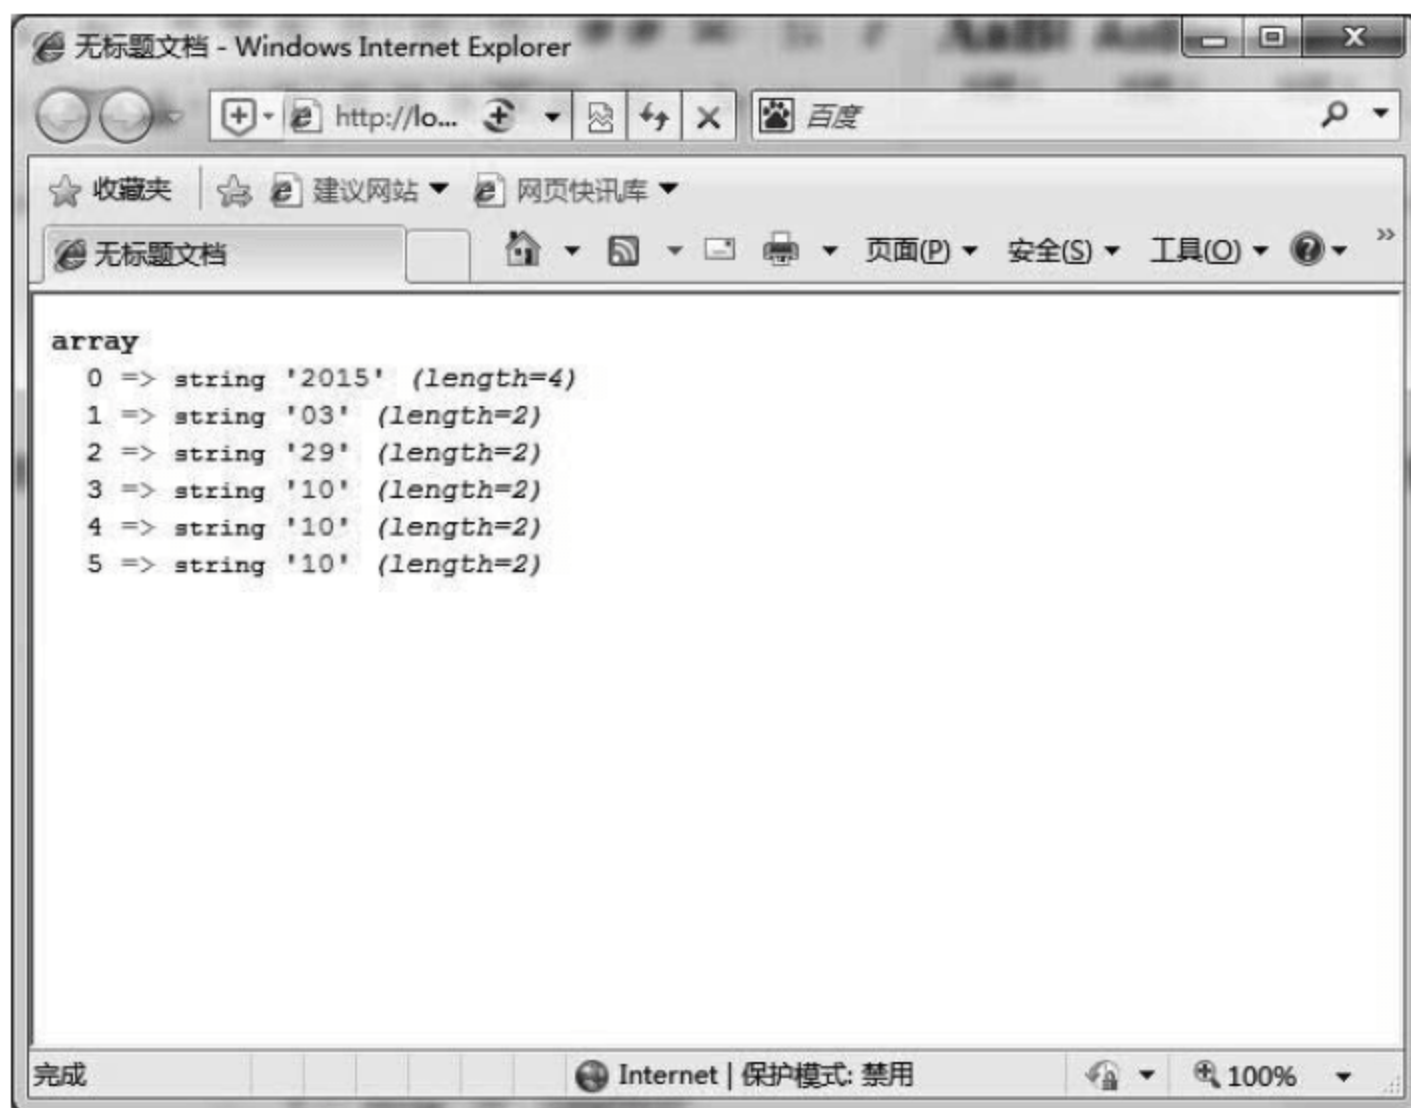 无标题文档 - Windows Internet Explorer
http://lo... 百度
收藏夹 建议网站 网页快讯库
无标题文档 页面(P) 安全(S) 工具(O) »
array
0 => string '2015' (length=4)
1 => string '03' (length=2)
2 => string '29' (length=2)
3 => string '10' (length=2)
4 => string '10' (length=2)
5 => string '10' (length=2)
完成 Internet | 保护模式: 禁用 100%